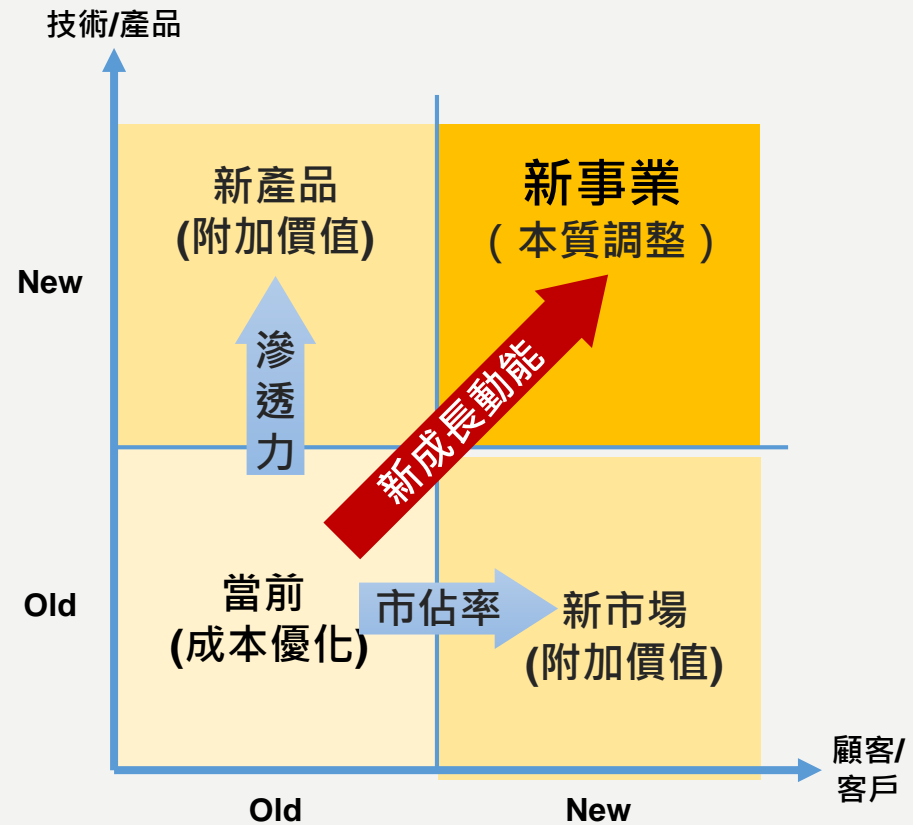 技術/產品
新產品
(附加價值)
新事業
（本質調整）
New
滲
透
力
新成長動能
Old
當前
(成本優化)
市佔率
新市場
(附加價值)
顧客/
客戶
Old
New